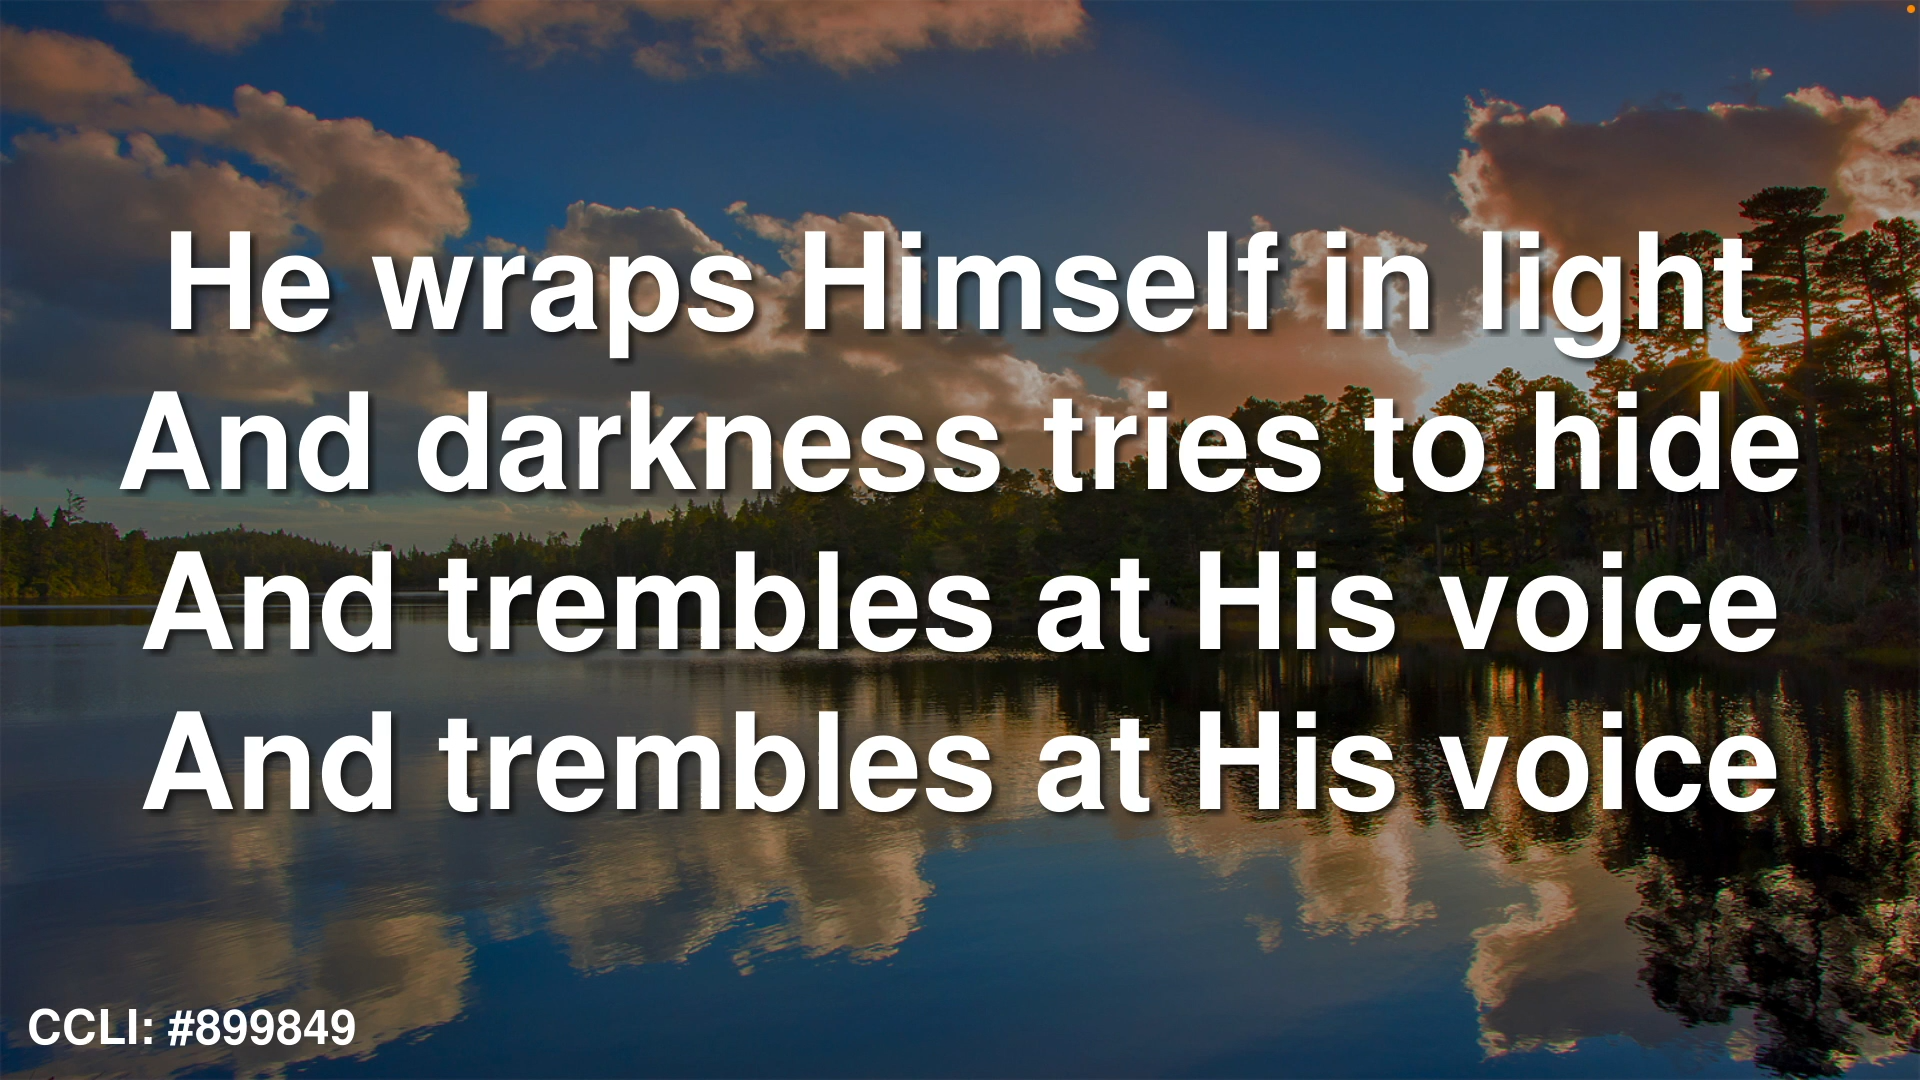 He wraps Himself in light
And darkness tries to hide
And trembles at His voice
And trembles at His voice
CCLI: #899849